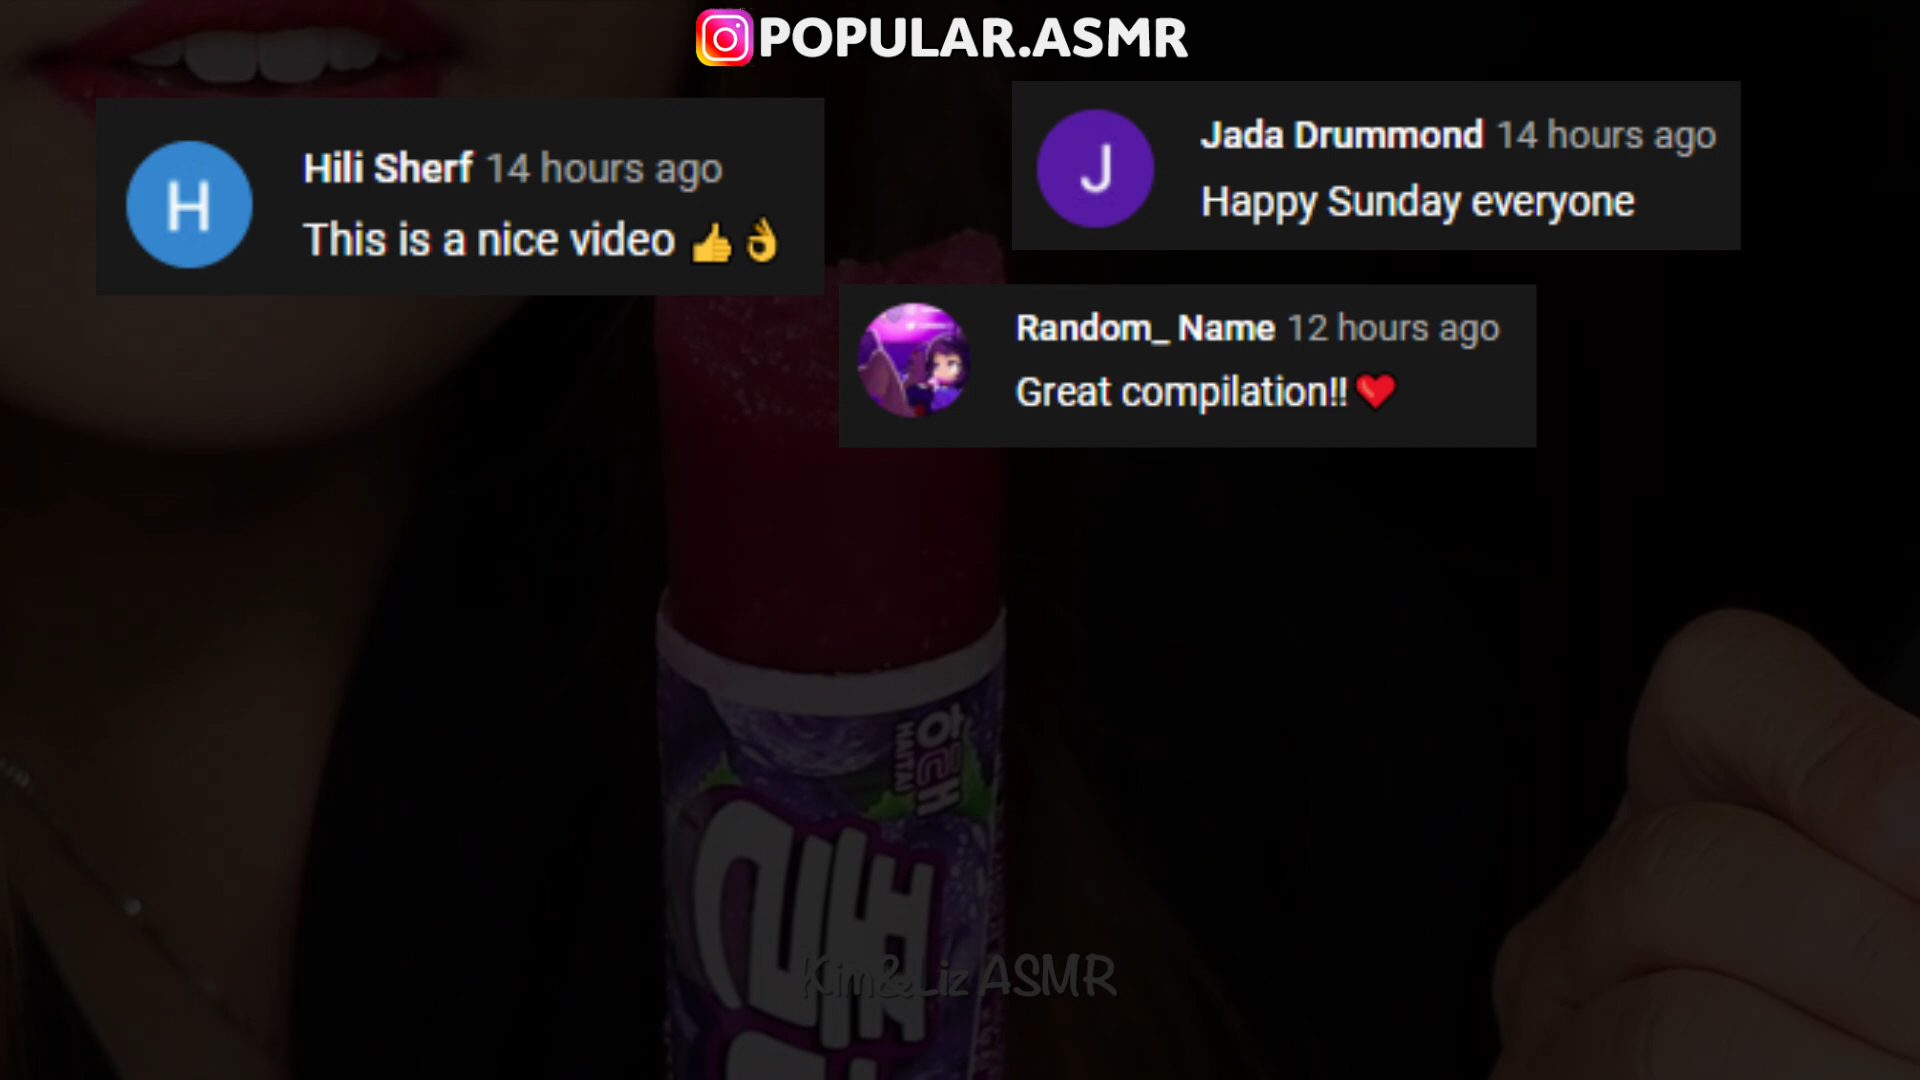 POPULAR.ASMR
H
Hili Sherf 14 hours ago
This is a nice video 👍👌
J
Jada Drummond 14 hours ago
Happy Sunday everyone
Random_ Name 12 hours ago
Great compilation!!❤️
HAITAI
Kim&Liz ASMR